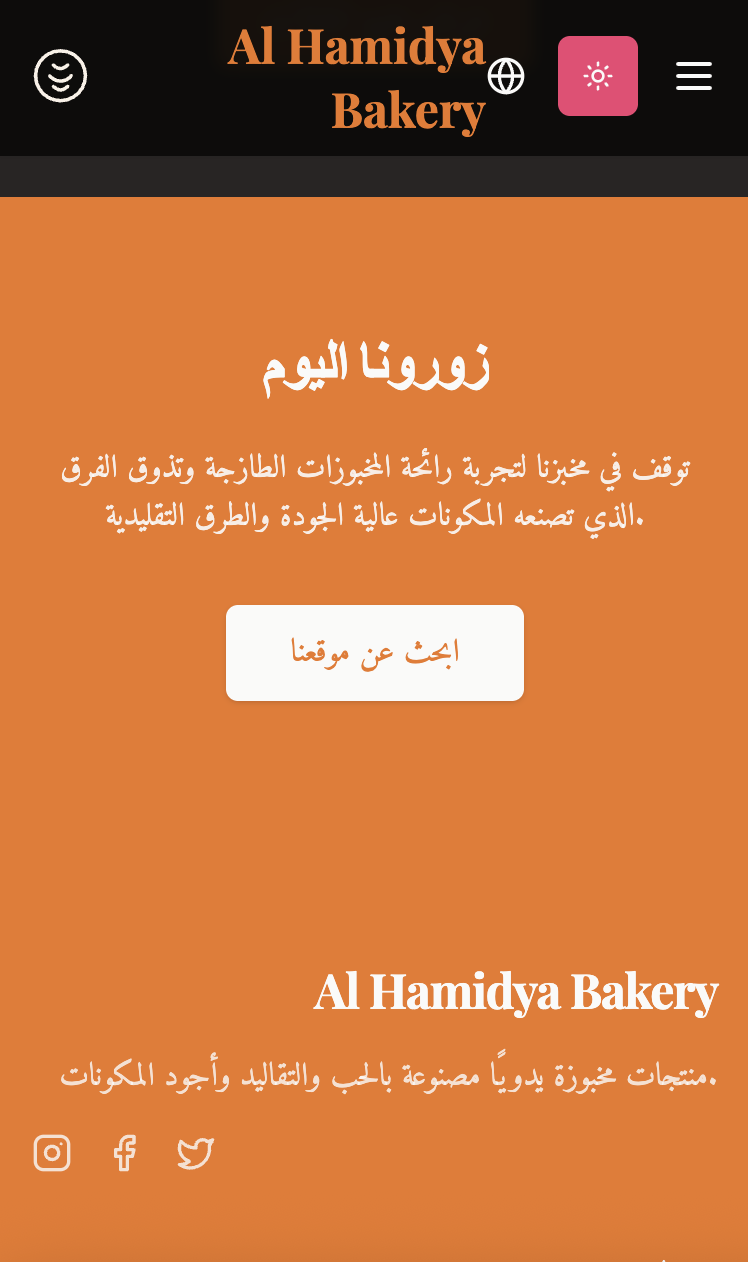 Al Hamidya
Bakery
زورونا اليوم
توقف في مخبزنا لتجربة رائحة المخبوزات الطازجة وتذوق الفرق
.الذي تصنعه المكونات عالية الجودة والطرق التقليدية
ابحث عن موقعنا
Al Hamidya Bakery
.منتجات مخبوزة يدويًا مصنوعة بالحب والتقاليد وأجود المكونات